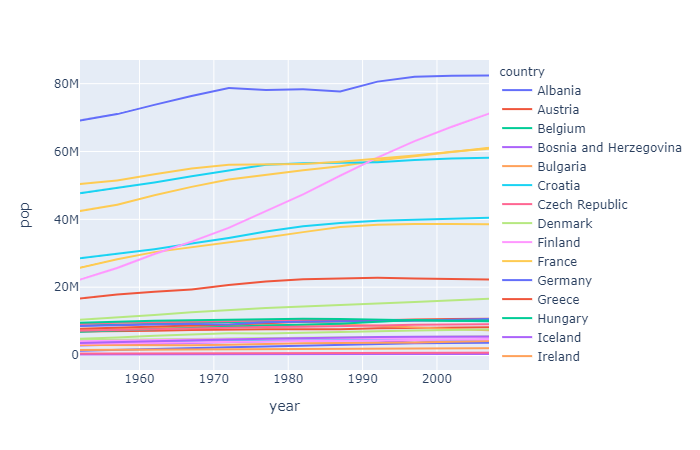 country
80M
60M
40M
20M
0
pop
1960
1970
1980
1990
2000
year
Albania
Austria
Belgium
Bosnia and Herzegovina
Bulgaria
Croatia
Czech Republic
Denmark
Finland
France
Germany
Greece
Hungary
Iceland
Ireland